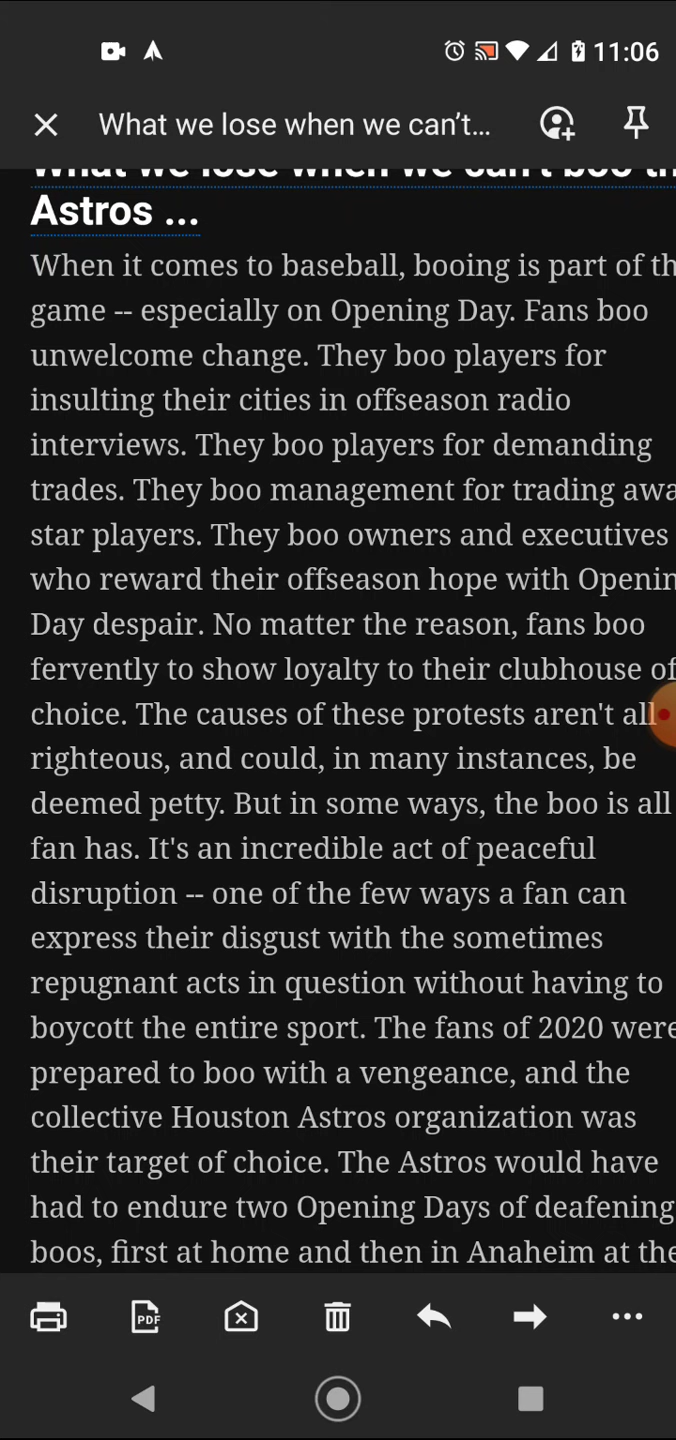 11:06
What we lose when we can't...
What we lose when we can't boo th
Astros ...
When it comes to baseball, booing is part of th
game -- especially on Opening Day. Fans boo
unwelcome change. They boo players for
insulting their cities in offseason radio
interviews. They boo players for demanding
trades. They boo management for trading awa
star players. They boo owners and executives
who reward their offseason hope with Openin
Day despair. No matter the reason, fans boo
fervently to show loyalty to their clubhouse of
choice. The causes of these protests aren't all
righteous, and could, in many instances, be
deemed petty. But in some ways, the boo is all
fan has. It's an incredible act of peaceful
disruption -- one of the few ways a fan can
express their disgust with the sometimes
repugnant acts in question without having to
boycott the entire sport. The fans of 2020 were
prepared to boo with a vengeance, and the
collective Houston Astros organization was
their target of choice. The Astros would have
had to endure two Opening Days of deafening
boos, first at home and then in Anaheim at the
PDF